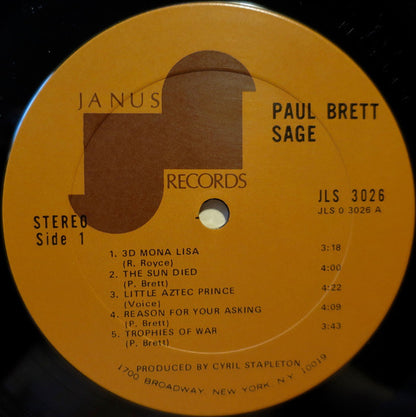 JANUS
RECORDS
PAUL BRETT
SAGE
JLS 3026
JLS 0 3026 A
STEREO
Side 1
1. 3D MONA LISA 3:18
(R. Royce)
2. THE SUN DIED 4:00
(P. Brett)
3. LITTLE AZTEC PRINCE 4:22
(Voice)
4. REASON FOR YOUR ASKING 4:09
(P. Brett)
5. TROPHIES OF WAR 3:43
(P. Brett)
PRODUCED BY CYRIL STAPLETON
1700 BROADWAY, NEW YORK, N.Y. 10019